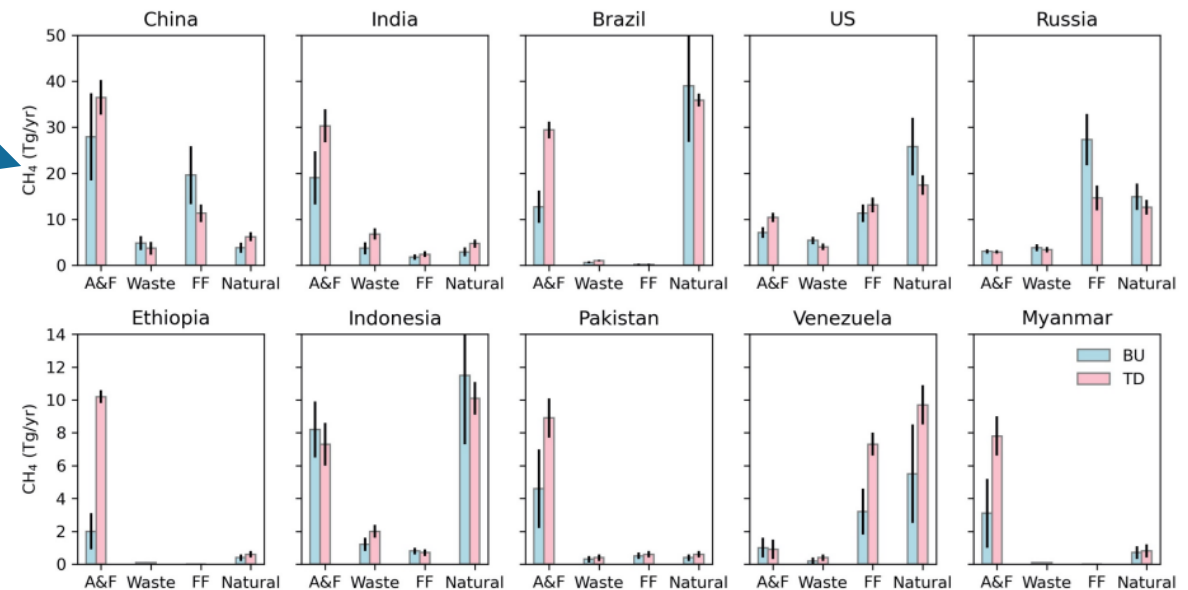 China India Brazil US Russia
50
40
30
20
10
0
CH₄ (Tg/yr)
A&F Waste FF Natural A&F Waste FF Natural A&F Waste FF Natural A&F Waste FF Natural A&F Waste FF Natural
Ethiopia Indonesia Pakistan Venezuela Myanmar
14
12
10
8
6
4
2
0
CH₄ (Tg/yr)
BU
TD
A&F Waste FF Natural A&F Waste FF Natural A&F Waste FF Natural A&F Waste FF Natural A&F Waste FF Natural